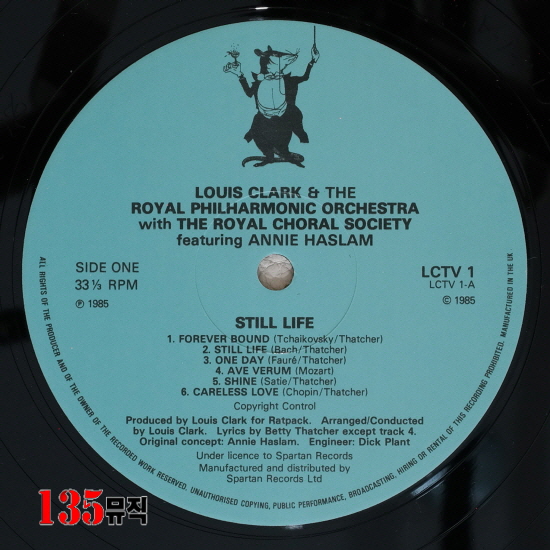 LOUIS CLARK & THE
ROYAL PHILHARMONIC ORCHESTRA
with THE ROYAL CHORAL SOCIETY
featuring ANNIE HASLAM
SIDE ONE
33⅓ RPM
℗ 1985
LCTV 1
LCTV 1-A
© 1985
STILL LIFE
1. FOREVER BOUND (Tchaikovsky/Thatcher)
2. STILL LIFE (Bach/Thatcher)
3. ONE DAY (Fauré/Thatcher)
4. AVE VERUM (Mozart)
5. SHINE (Satie/Thatcher)
6. CARELESS LOVE (Chopin/Thatcher)
Copyright Control
Produced by Louis Clark for Ratpack. Arranged/Conducted
by Louis Clark. Lyrics by Betty Thatcher except track 4.
Original concept: Annie Haslam. Engineer: Dick Plant
Under licence to Spartan Records
Manufactured and distributed by
Spartan Records Ltd
ALL RIGHTS OF THE PRODUCER AND OF THE OWNER OF THE RECORDED WORK RESERVED. UNAUTHORISED COPYING, PUBLIC PERFORMANCE, BROADCASTING, HIRING OR RENTAL OF THIS RECORDING PROHIBITED. MANUFACTURED IN THE UK
135뮤직